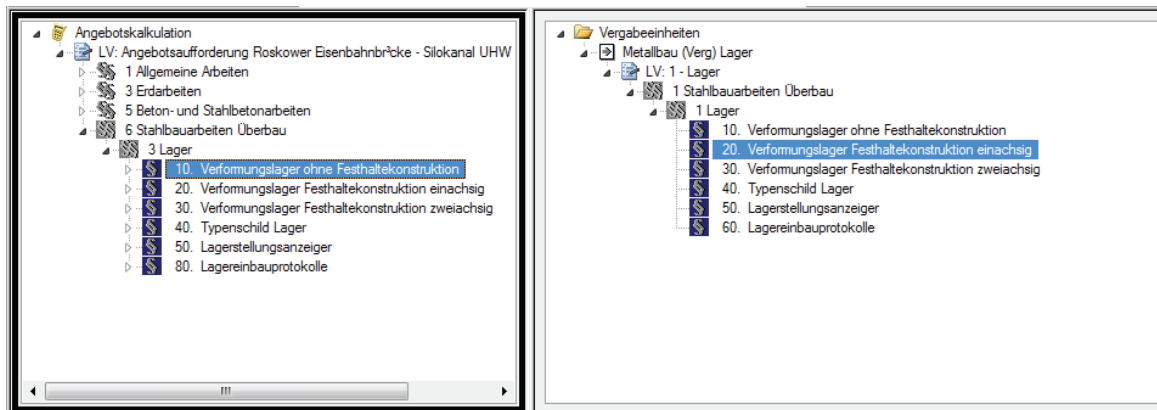 Angebotskalkulation
LV: Angebotsaufforderung Roskower Eisenbahnbr³cke - Silokanal UHW
1 Allgemeine Arbeiten
3 Erdarbeiten
5 Beton- und Stahlbetonarbeiten
6 Stahlbauarbeiten Überbau
3 Lager
10. Verformungslager ohne Festhaltekonstruktion
20. Verformungslager Festhaltekonstruktion einachsig
30. Verformungslager Festhaltekonstruktion zweiachsig
40. Typenschild Lager
50. Lagerstellungsanzeiger
80. Lagereinbauprotokolle
Vergabeeinheiten
Metallbau (Verg) Lager
LV: 1 - Lager
1 Stahlbauarbeiten Überbau
1 Lager
10. Verformungslager ohne Festhaltekonstruktion
20. Verformungslager Festhaltekonstruktion einachsig
30. Verformungslager Festhaltekonstruktion zweiachsig
40. Typenschild Lager
50. Lagerstellungsanzeiger
60. Lagereinbauprotokolle